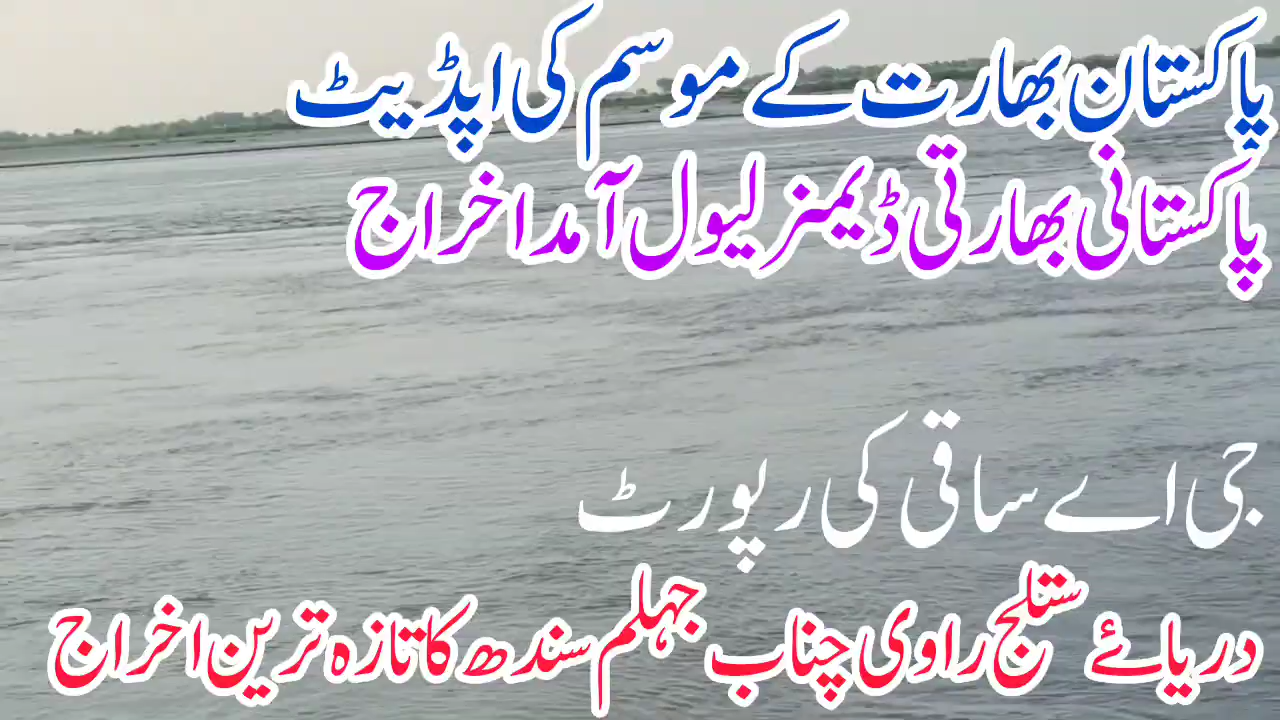 پاکستان بھارت کے موسم کی اپڈیٹ
پاکستانی بھارتی ڈیمنز لیول آمد اخراج
جی اے ساقی کی رپورٹ
دریائے ستلج راوی چناب جہلم سندھ کا تازہ ترین اخراج